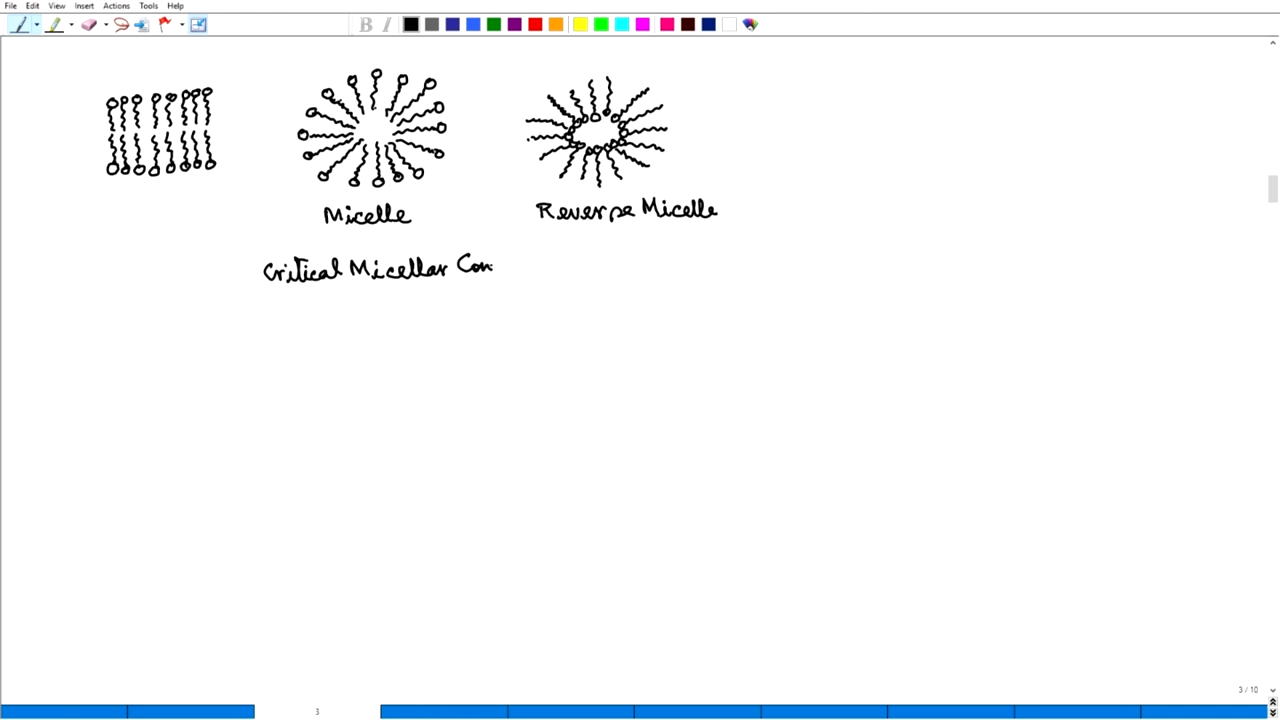 File Edit View Insert Actions Tools Help
B I
Micelle
Reverse Micelle
Critical Micellar Con
3 / 10
3